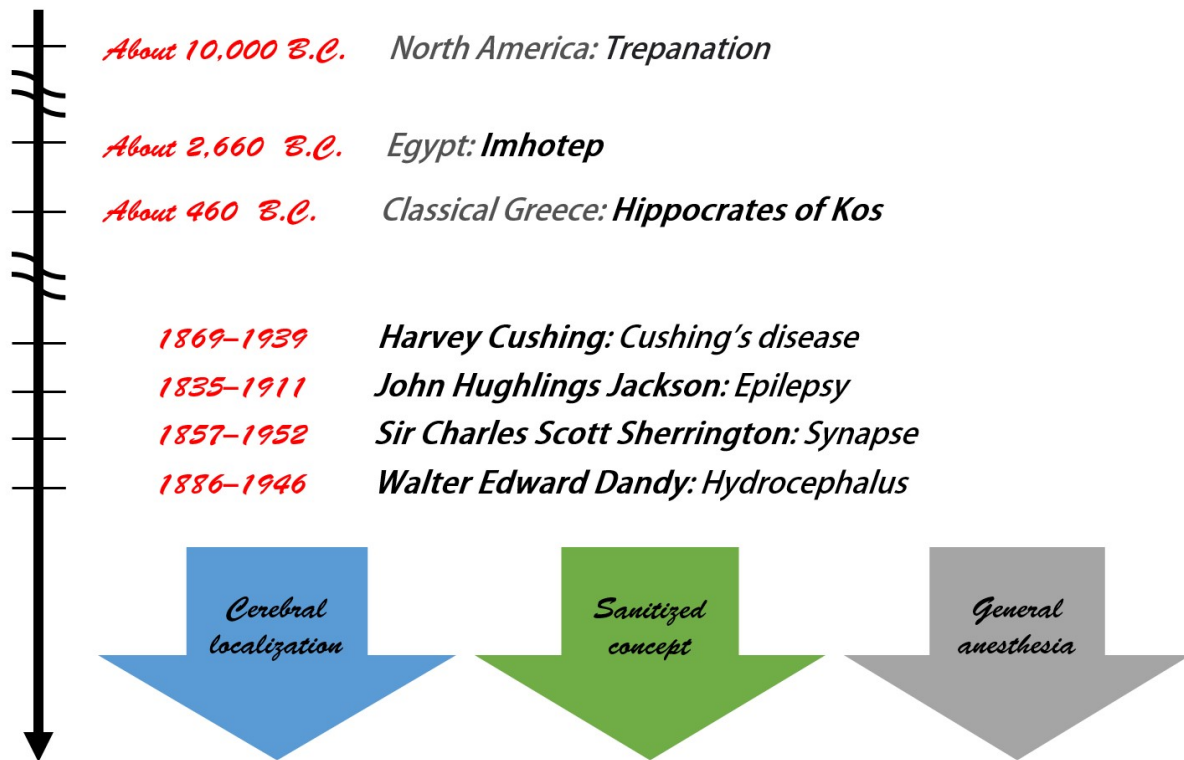 About 10,000 B.C. North America: Trepanation
About 2,660 B.C. Egypt: Imhotep
About 460 B.C. Classical Greece: Hippocrates of Kos
1869–1939 Harvey Cushing: Cushing’s disease
1835–1911 John Hughlings Jackson: Epilepsy
1857–1952 Sir Charles Scott Sherrington: Synapse
1886–1946 Walter Edward Dandy: Hydrocephalus
Cerebral
localization
Sanitized
concept
General
anesthesia